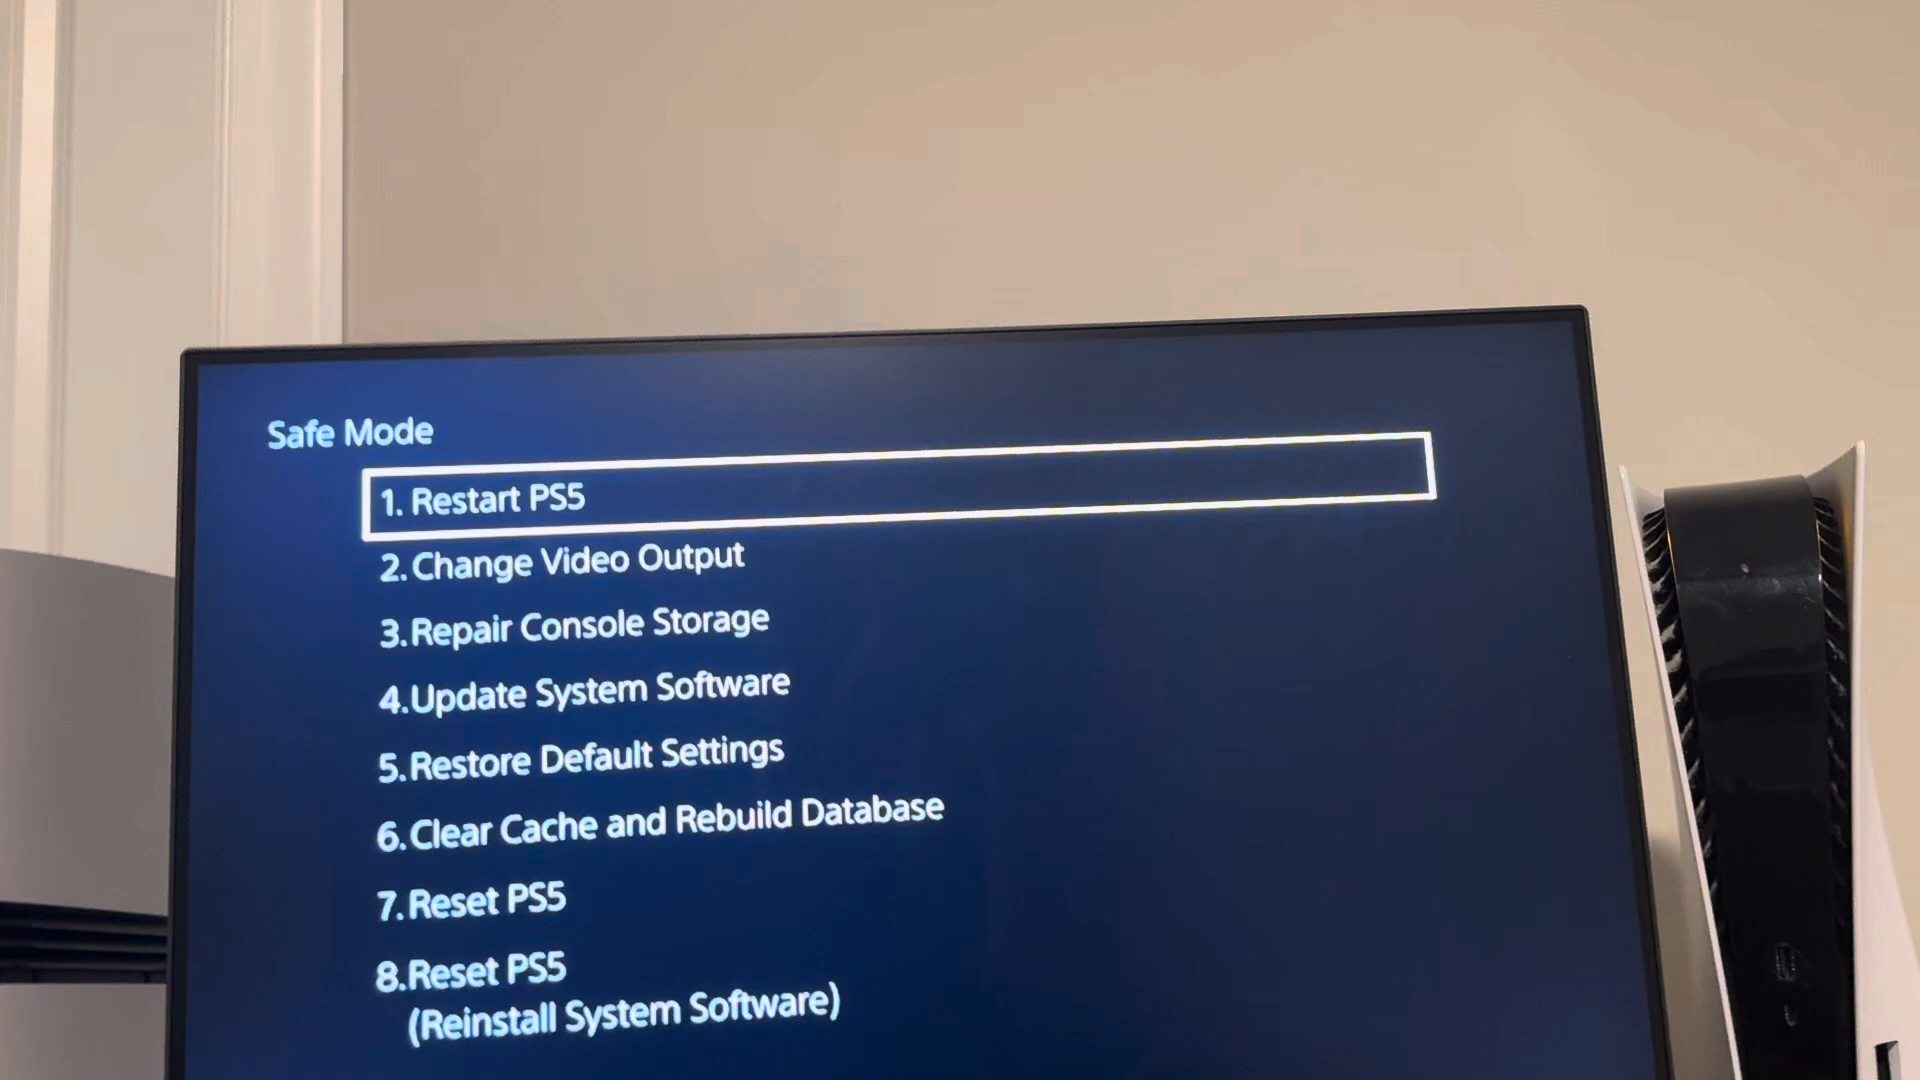 Safe Mode
1. Restart PS5
2. Change Video Output
3. Repair Console Storage
4. Update System Software
5. Restore Default Settings
6. Clear Cache and Rebuild Database
7. Reset PS5
8. Reset PS5
(Reinstall System Software)